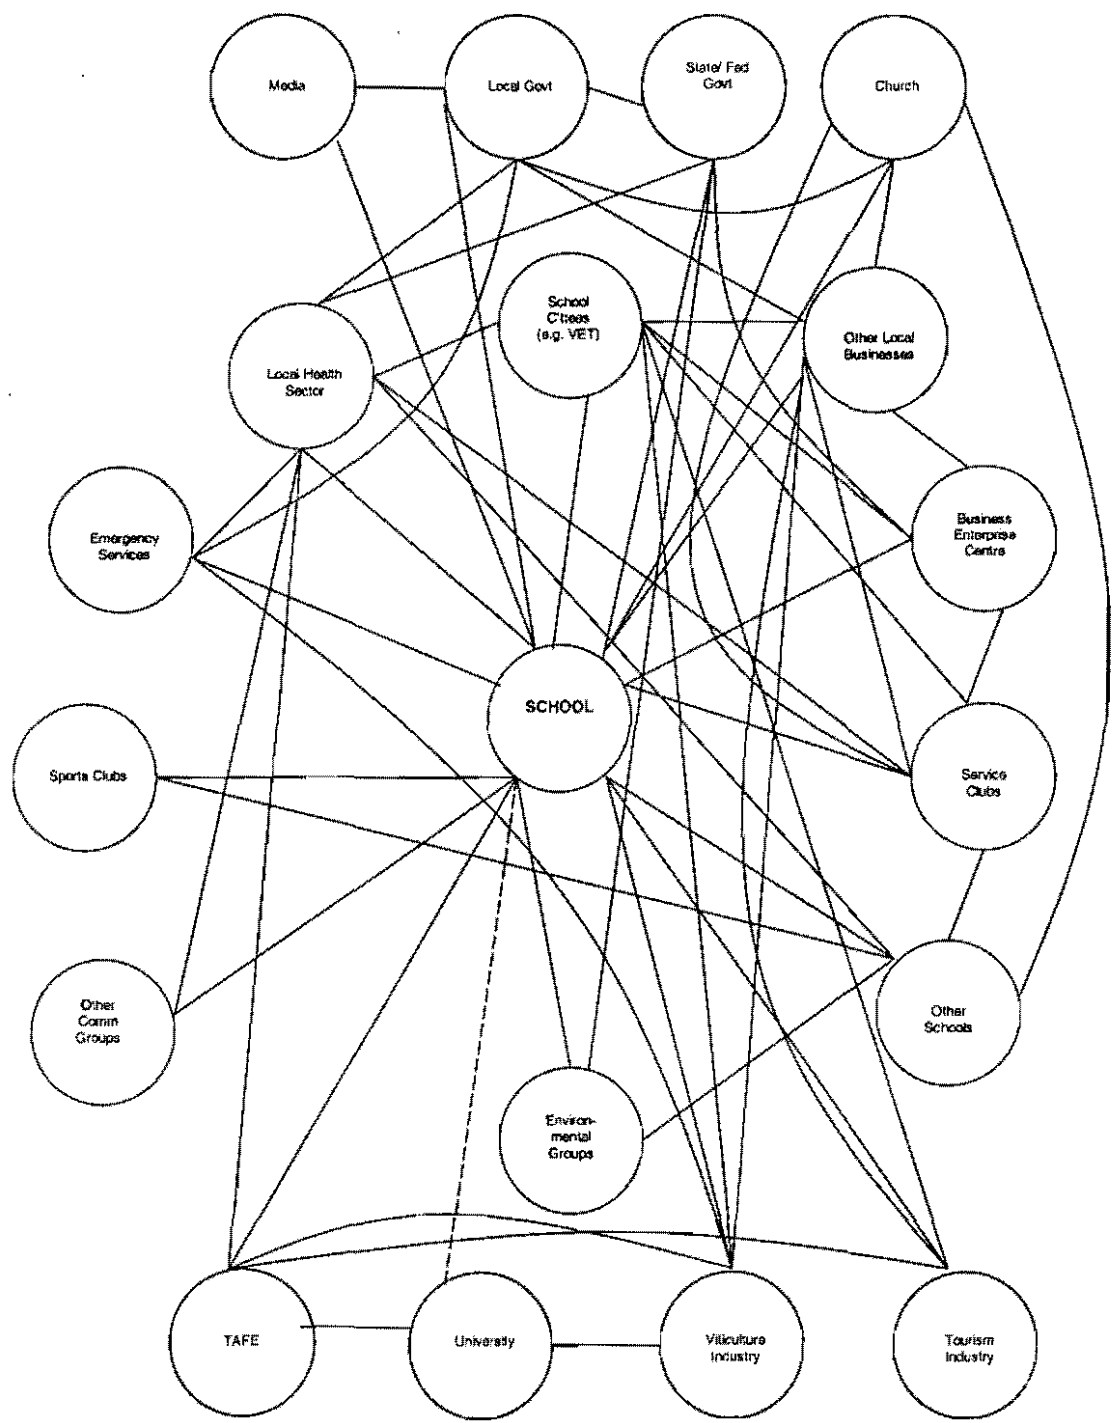 Media
Local Govt
State/ Fed
Govt
Church
School
C'ttees
(e.g. VET)
Other Local
Businesses
Local Health
Sector
Emergency
Services
Business
Enterprise
Centre
SCHOOL
Sports Clubs
Service
Clubs
Other
Comm
Groups
Other
Schools
Environ-
mental
Groups
TAFE
University
Viticulture
Industry
Tourism
Industry